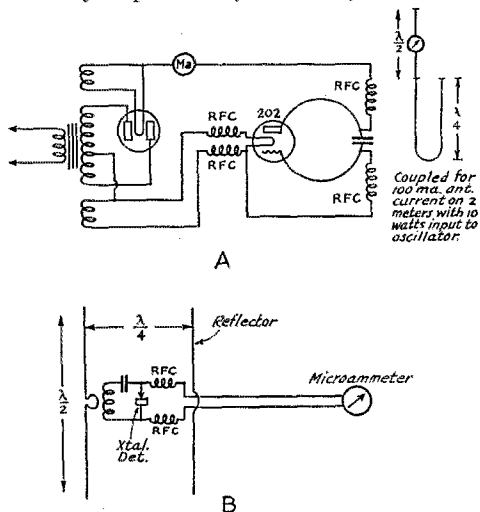 Ma
λ/2
RFC
RFC
202
RFC
λ/4
RFC
Coupled for
100 ma. ant.
current on 2
meters with 10
watts input to
oscillator.
A
λ/4
Reflector
λ/2
RFC
Microammeter
RFC
Xtal.
Det.
B